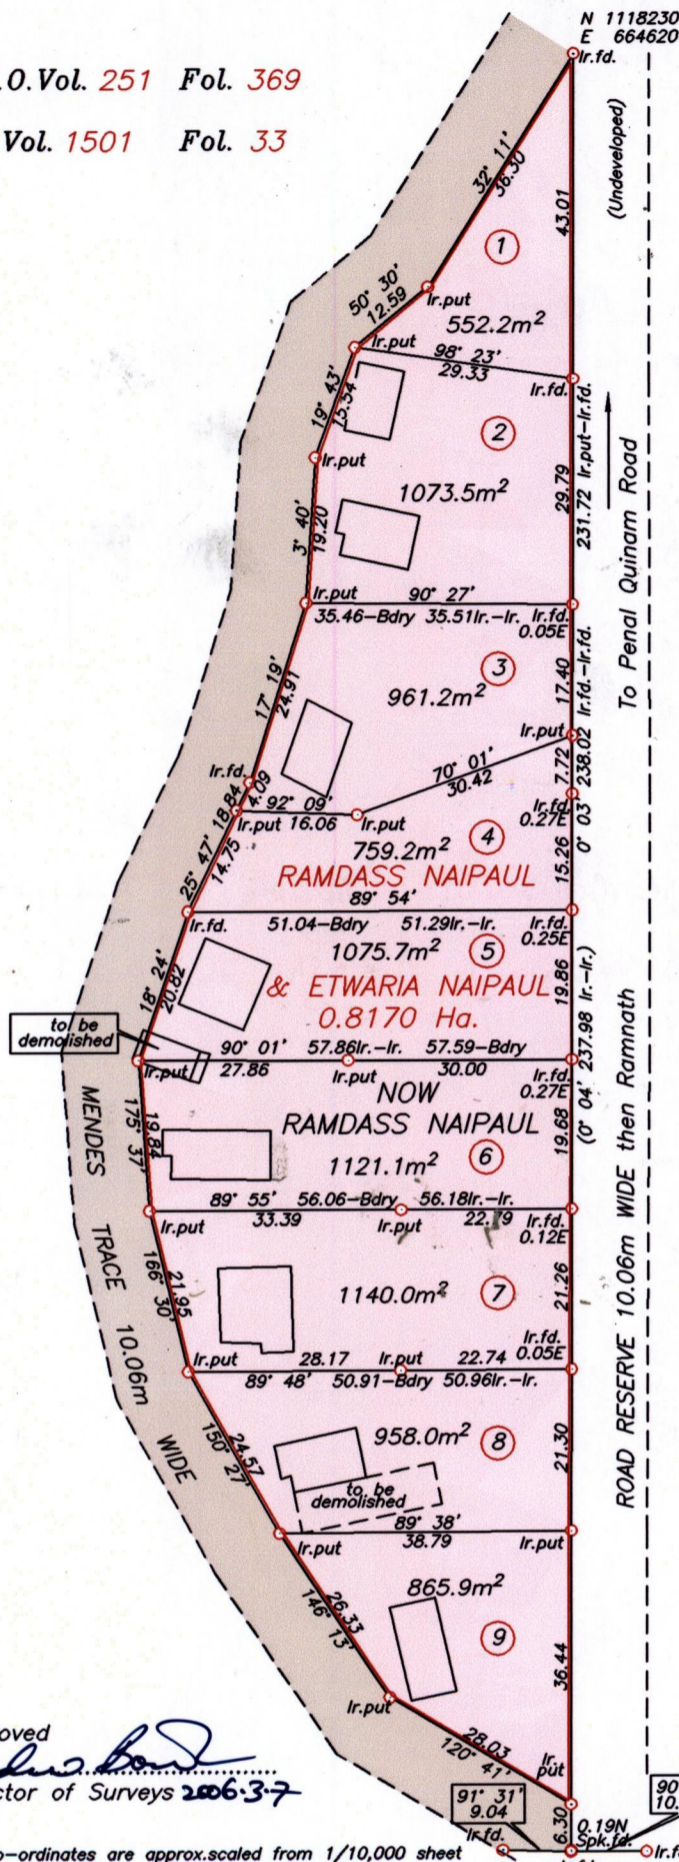 N 1118230
E 664620
Ir.fd.
.O.Vol. 251 Fol. 369
Vol. 1501 Fol. 33
(Undeveloped)
32° 11'
36.30
43.01
1
50° 30'
12.59
Ir.put
552.2m²
Ir.put
98° 23'
29.33
Ir.fd.
19° 43'
15.54
2
Ir.put
1073.5m²
29.79
231.72 Ir.put-Ir.fd.
To Penal Quinam Road
3° 40'
19.20
Ir.put
90° 27'
35.46-Bdry 35.51Ir.-Ir.
Ir.fd.
0.05E
3
17° 19'
24.91
961.2m²
17.40
Ir.put
70° 01'
30.42
7.72
0° 03' 238.02 Ir.fd.-Ir.fd.
Ir.fd.
18.84
4.09
92° 09'
Ir.put 16.06
Ir.put
Ir.fd.
0.27E
4
759.2m²
25° 47'
14.75
15.26
RAMDASS NAIPAUL
89° 54'
Ir.fd.
51.04-Bdry 51.29Ir.-Ir.
Ir.fd.
0.25E
1075.7m²
5
18° 24'
20.82
19.86
& ETWARIA NAIPAUL
0.8170 Ha.
(0° 04' 237.98 Ir.-Ir.)
to be
demolished
90° 01' 57.86Ir.-Ir. 57.59-Bdry
Ir.put
27.86
Ir.put
30.00
Ir.fd.
0.27E
NOW
RAMDASS NAIPAUL
175° 37'
19.84
19.68
1121.1m²
6
89° 55' 56.06-Bdry 56.18Ir.-Ir.
Ir.put
33.39
Ir.put
22.79
Ir.fd.
0.12E
166° 30'
21.95
1140.0m²
7
21.26
Ir.fd.
0.05E
Ir.put
28.17
Ir.put
22.74
89° 48' 50.91-Bdry 50.96Ir.-Ir.
150° 27'
24.57
958.0m²
8
21.30
to be
demolished
89° 38'
38.79
Ir.put
Ir.put
865.9m²
146° 13'
26.33
9
36.44
Ir.put
28.03
120° 41'
Ir.
put
MENDES TRACE 10.06m WIDE
ROAD RESERVE 10.06m WIDE then Ramnath
oved
ctor of Surveys 2006-3-7
91° 31'
9.04
6.30
0.19N
Spk.fd.
90
10.
Ir.fd.
Ir.f
o-ordinates are approx.scaled from 1/10,000 sheet